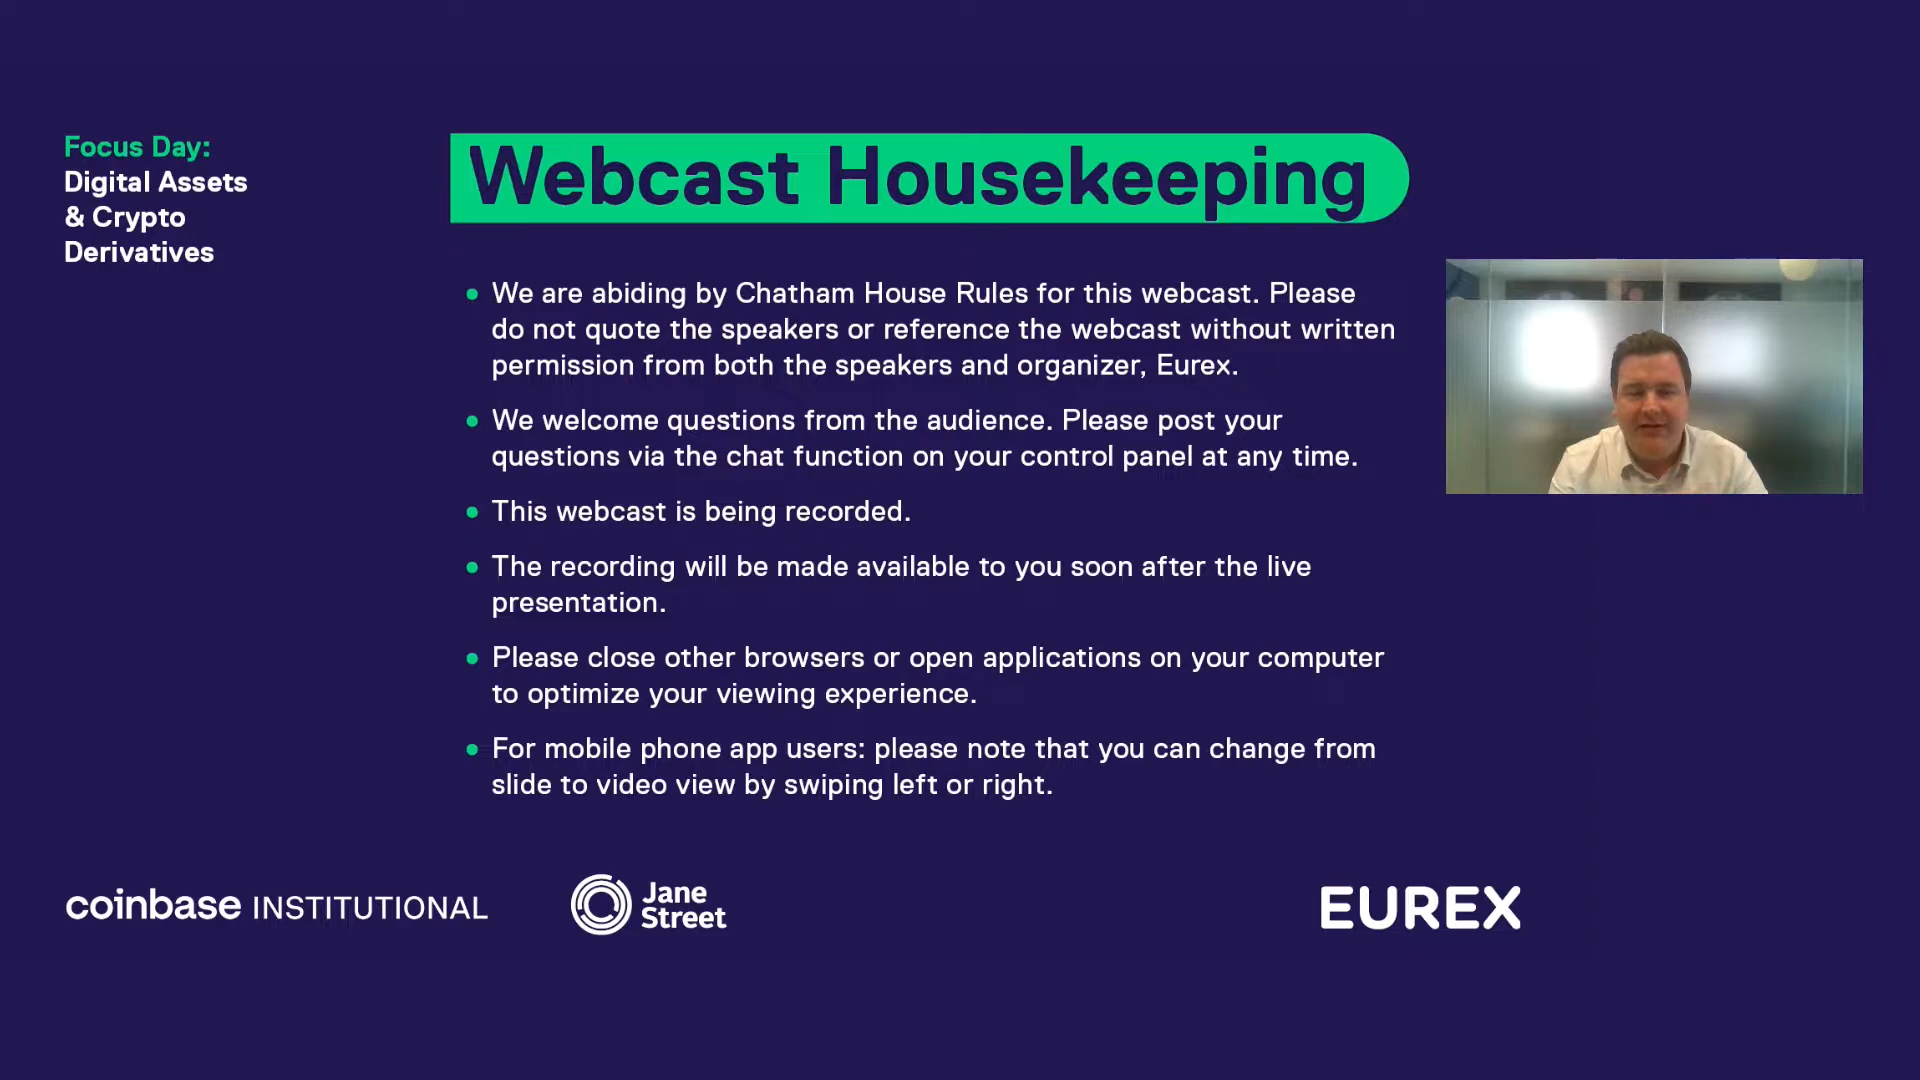 Focus Day:
Digital Assets
& Crypto
Derivatives
Webcast Housekeeping
• We are abiding by Chatham House Rules for this webcast. Please
do not quote the speakers or reference the webcast without written
permission from both the speakers and organizer, Eurex.
• We welcome questions from the audience. Please post your
questions via the chat function on your control panel at any time.
• This webcast is being recorded.
• The recording will be made available to you soon after the live
presentation.
• Please close other browsers or open applications on your computer
to optimize your viewing experience.
• For mobile phone app users: please note that you can change from
slide to video view by swiping left or right.
coinbase INSTITUTIONAL
Jane
Street
EUREX